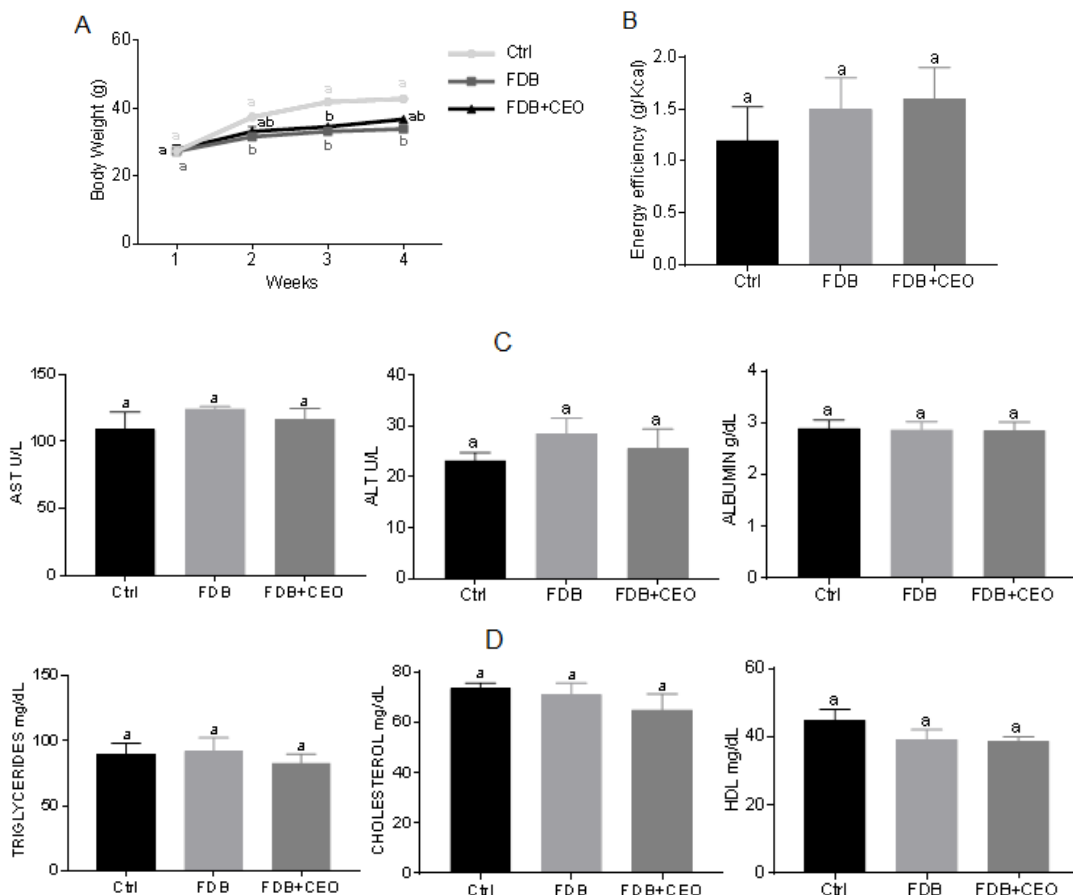 A
60
40
20
0
Body Weight (g)
a
a
a
a
a
a
ab
b
b
b
ab
b
1
2
3
4
Weeks
Ctrl
FDB
FDB+CEO
B
2.0
1.5
1.0
0.5
0.0
Energy efficiency (g/Kcal)
a
a
a
Ctrl
FDB
FDB+CEO
C
150
100
50
0
AST U/L
a
a
a
Ctrl
FDB
FDB+CEO
40
30
20
10
0
ALT U/L
a
a
a
Ctrl
FDB
FDB+CEO
4
3
2
1
0
ALBUMIN g/dL
a
a
a
Ctrl
FDB
FDB+CEO
D
150
100
50
0
TRIGLYCERIDES mg/dL
a
a
a
Ctrl
FDB
FDB+CEO
80
60
40
20
0
CHOLESTEROL mg/dL
a
a
a
Ctrl
FDB
FDB+CEO
60
40
20
0
HDL mg/dL
a
a
a
Ctrl
FDB
FDB+CEO